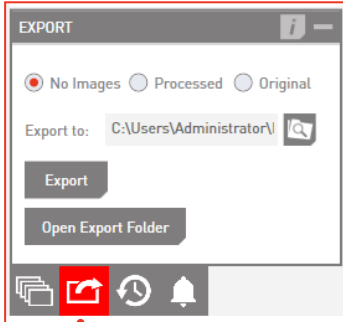 EXPORT i
No Images Processed Original
Export to: C:\Users\Administrator\
Export
Open Export Folder